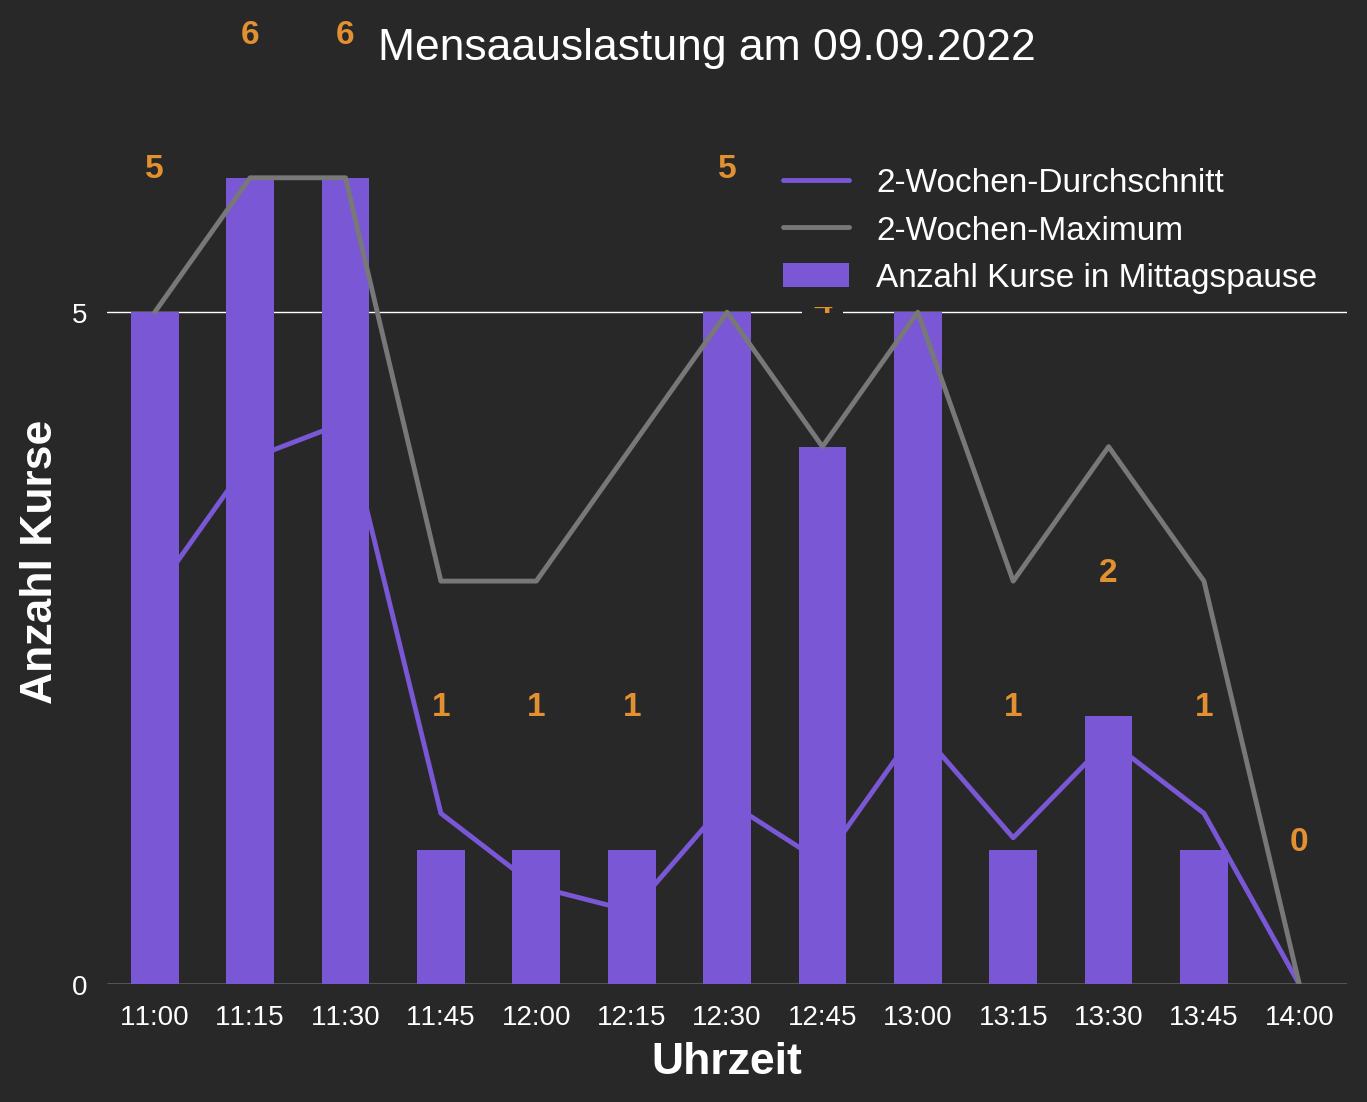 6 6 Mensaauslastung am 09.09.2022
5 5
2-Wochen-Durchschnitt
2-Wochen-Maximum
Anzahl Kurse in Mittagspause
5
Anzahl Kurse
2
1 1 1 1 1
0
0
11:00 11:15 11:30 11:45 12:00 12:15 12:30 12:45 13:00 13:15 13:30 13:45 14:00
Uhrzeit